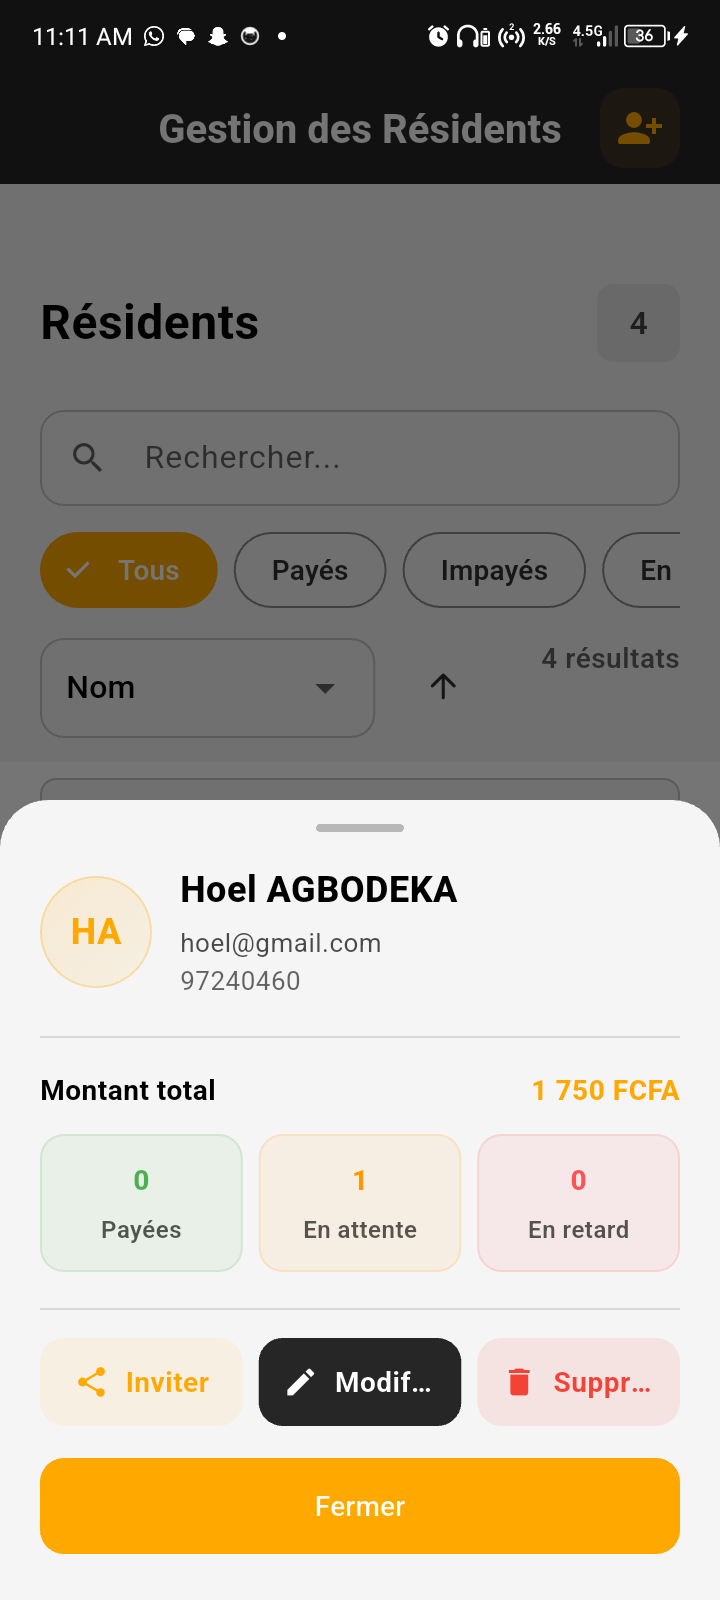 11:11 AM
2
2.66
K/S
4.5G
36
Gestion des Résidents
Résidents
4
Rechercher...
Tous
Payés
Impayés
En
Nom
4 résultats
HA
Hoel AGBODEKA
hoel@gmail.com
97240460
Montant total
1 750 FCFA
0
Payées
1
En attente
0
En retard
Inviter
Modif...
Suppr...
Fermer